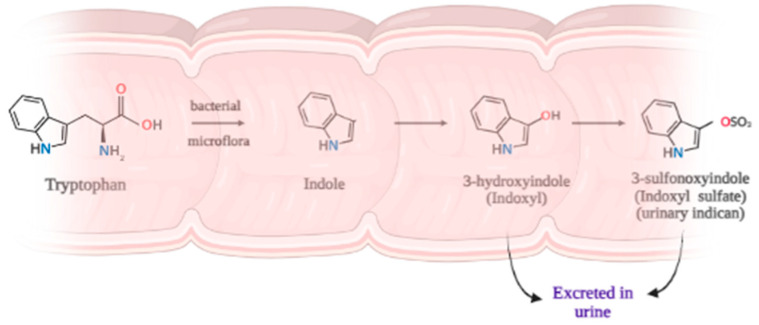 O
OH
HN
NH2
Tryptophan
bacterial
microflora
HN
Indole
OH
HN
3-hydroxyindole
(Indoxyl)
OSO3
HN
3-sulfonoxyindole
(Indoxyl sulfate)
(urinary indican)
Excreted in
urine